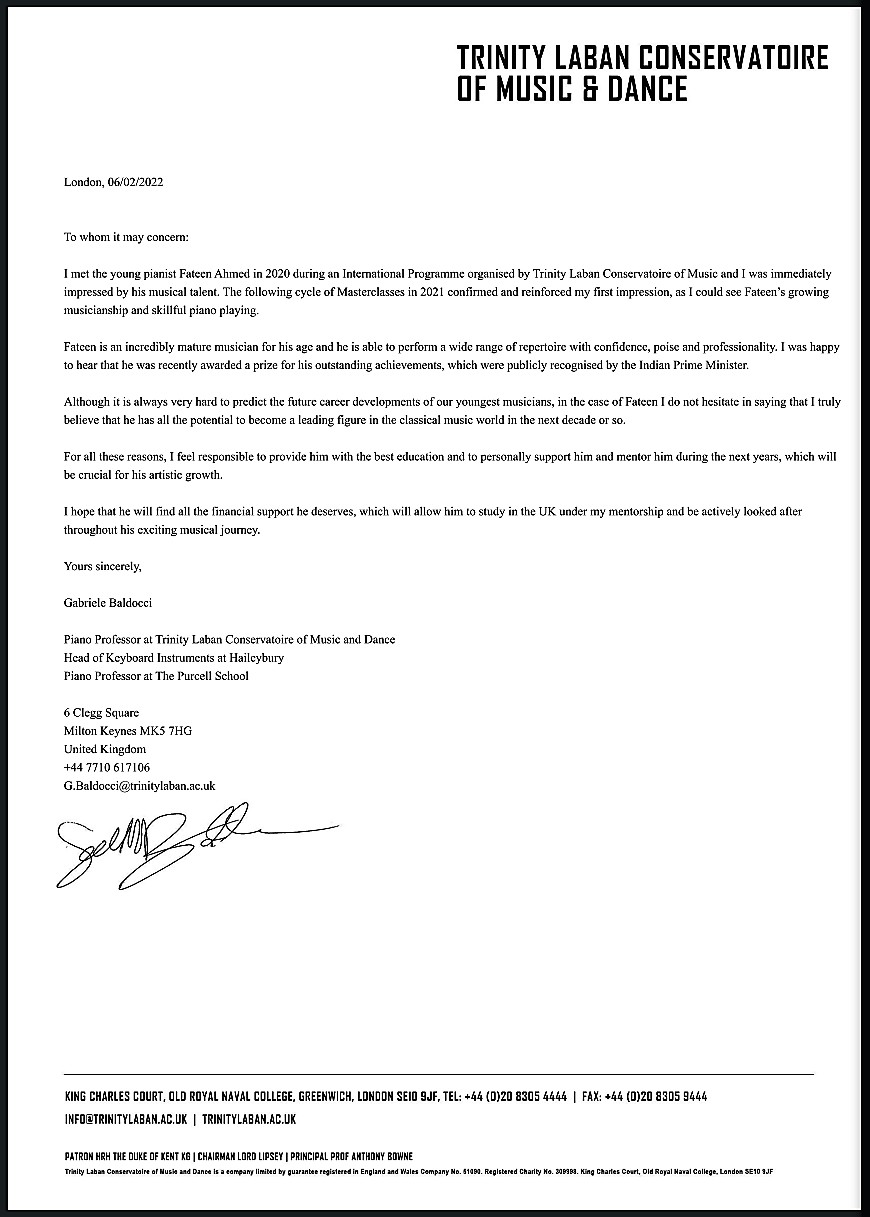 TRINITY LABAN CONSERVATOIRE
OF MUSIC & DANCE
London, 06/02/2022
To whom it may concern:
I met the young pianist Fateen Ahmed in 2020 during an International Programme organised by Trinity Laban Conservatoire of Music and I was immediately
impressed by his musical talent. The following cycle of Masterclasses in 2021 confirmed and reinforced my first impression, as I could see Fateen's growing
musicianship and skillful piano playing.
Fateen is an incredibly mature musician for his age and he is able to perform a wide range of repertoire with confidence, poise and professionality. I was happy
to hear that he was recently awarded a prize for his outstanding achievements, which were publicly recognised by the Indian Prime Minister.
Although it is always very hard to predict the future career developments of our youngest musicians, in the case of Fateen I do not hesitate in saying that I truly
believe that he has all the potential to become a leading figure in the classical music world in the next decade or so.
For all these reasons, I feel responsible to provide him with the best education and to personally support him and mentor him during the next years, which will
be crucial for his artistic growth.
I hope that he will find all the financial support he deserves, which will allow him to study in the UK under my mentorship and be actively looked after
throughout his exciting musical journey.
Yours sincerely,
Gabriele Baldocci
Piano Professor at Trinity Laban Conservatoire of Music and Dance
Head of Keyboard Instruments at Haileybury
Piano Professor at The Purcell School
6 Clegg Square
Milton Keynes MK5 7HG
United Kingdom
+44 7710 617106
G.Baldocci@trinitylaban.ac.uk
KING CHARLES COURT, OLD ROYAL NAVAL COLLEGE, GREENWICH, LONDON SE10 9JF, TEL: +44 (0)20 8305 4444 | FAX: +44 (0)20 8305 9444
INFO@TRINITYLABAN.AC.UK | TRINITYLABAN.AC.UK
PATRON HRH THE DUKE OF KENT KG | CHAIRMAN LORD LIPSEY | PRINCIPAL PROF ANTHONY BOWNE
Trinity Laban Conservatoire of Music and Dance is a company limited by guarantee registered in England and Wales Company No. 51090. Registered Charity No. 309998. King Charles Court, Old Royal Naval College, London SE10 9JF